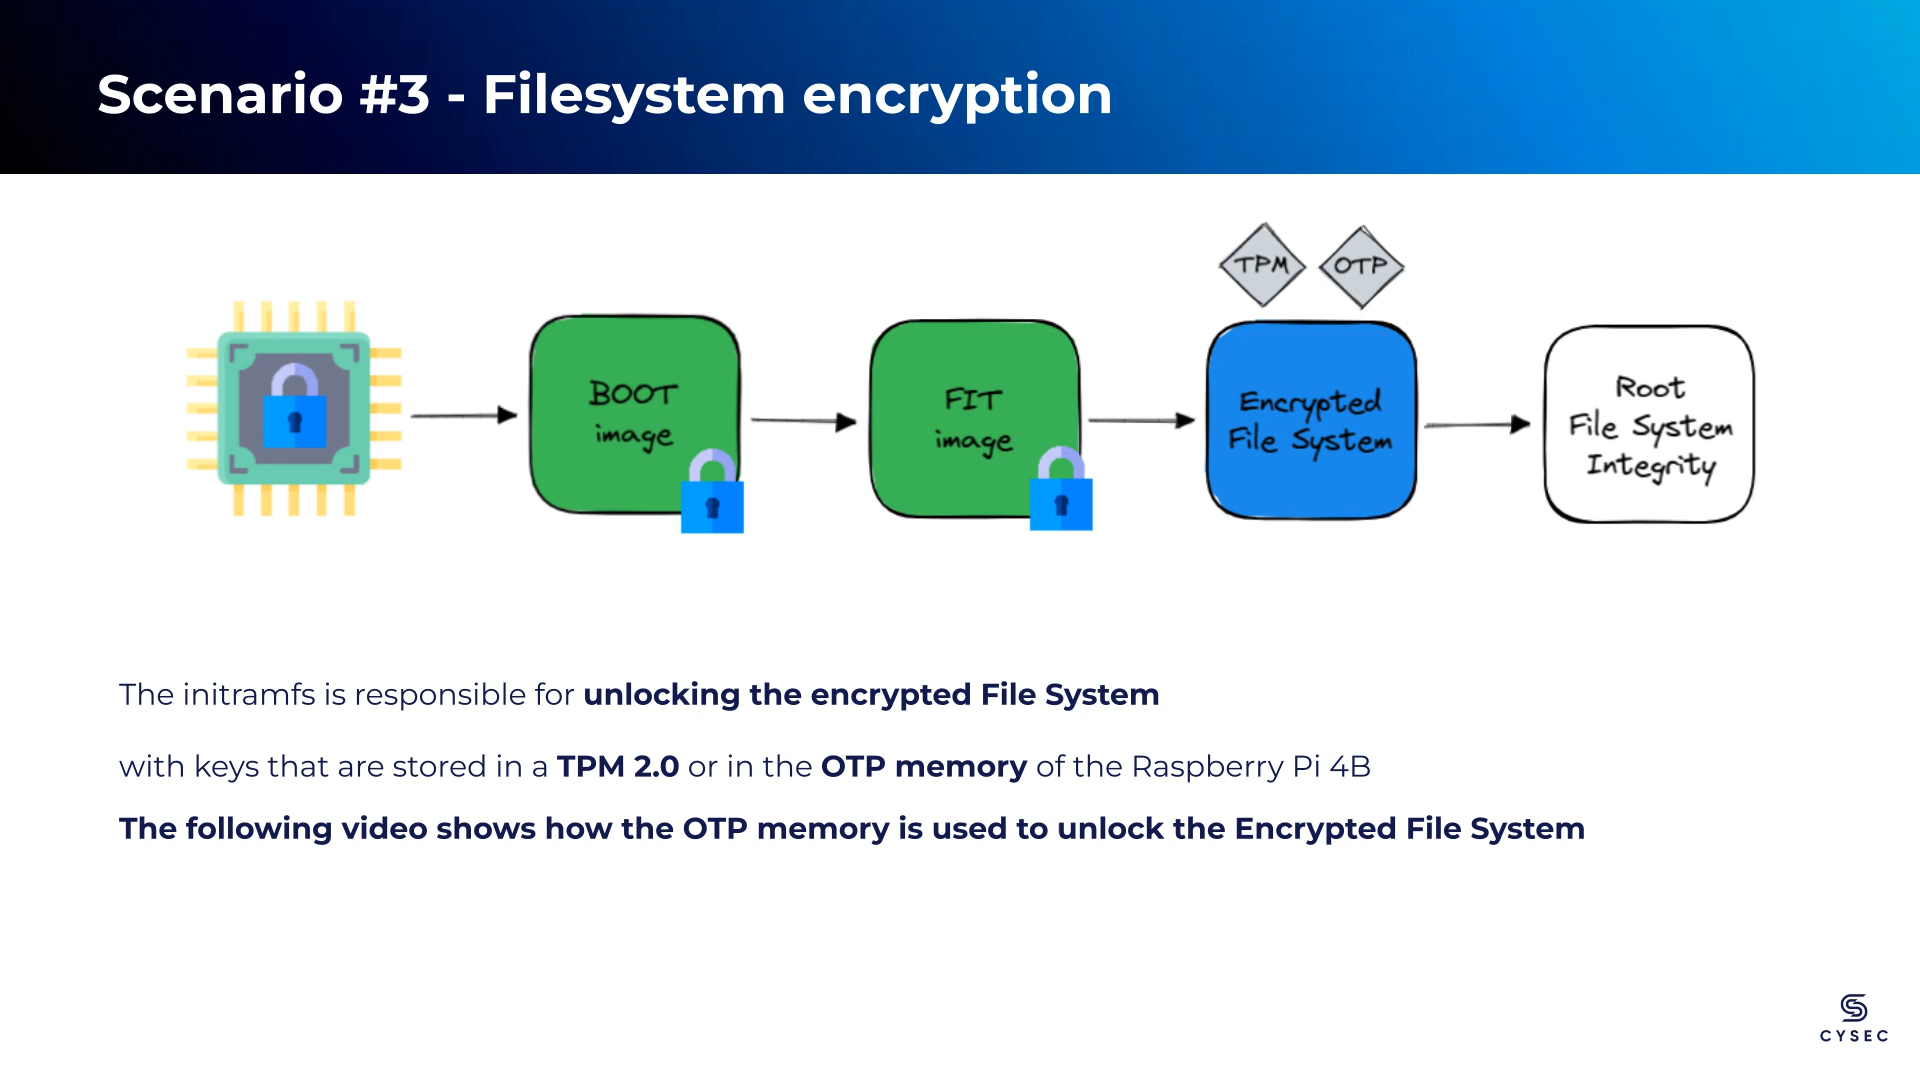 Scenario #3 - Filesystem encryption
TPM
OTP
BOOT
image
FIT
image
Encrypted
File System
Root
File System
Integrity
The initramfs is responsible for unlocking the encrypted File System
with keys that are stored in a TPM 2.0 or in the OTP memory of the Raspberry Pi 4B
The following video shows how the OTP memory is used to unlock the Encrypted File System
CYSEC